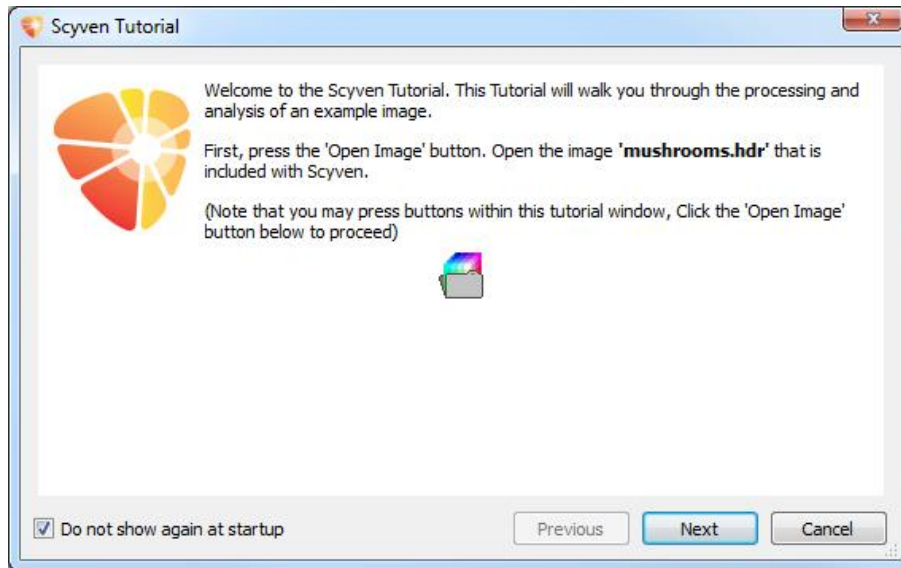 Scyven Tutorial
Welcome to the Scyven Tutorial. This Tutorial will walk you through the processing and
analysis of an example image.
First, press the 'Open Image' button. Open the image 'mushrooms.hdr' that is
included with Scyven.
(Note that you may press buttons within this tutorial window, Click the 'Open Image'
button below to proceed)
Do not show again at startup
Previous
Next
Cancel